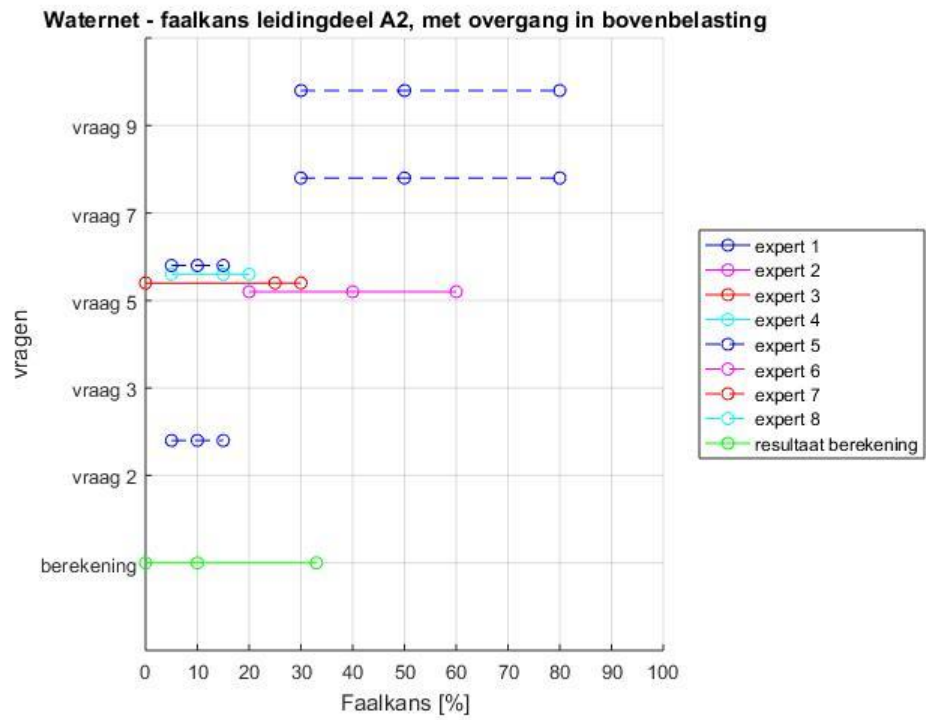 Waternet - faalkans leidingdeel A2, met overgang in bovenbelasting
vraag 9
vraag 7
vraag 5
vraag 3
vraag 2
berekening
vragen
0 10 20 30 40 50 60 70 80 90 100
Faalkans [%]
expert 1
expert 2
expert 3
expert 4
expert 5
expert 6
expert 7
expert 8
resultaat berekening